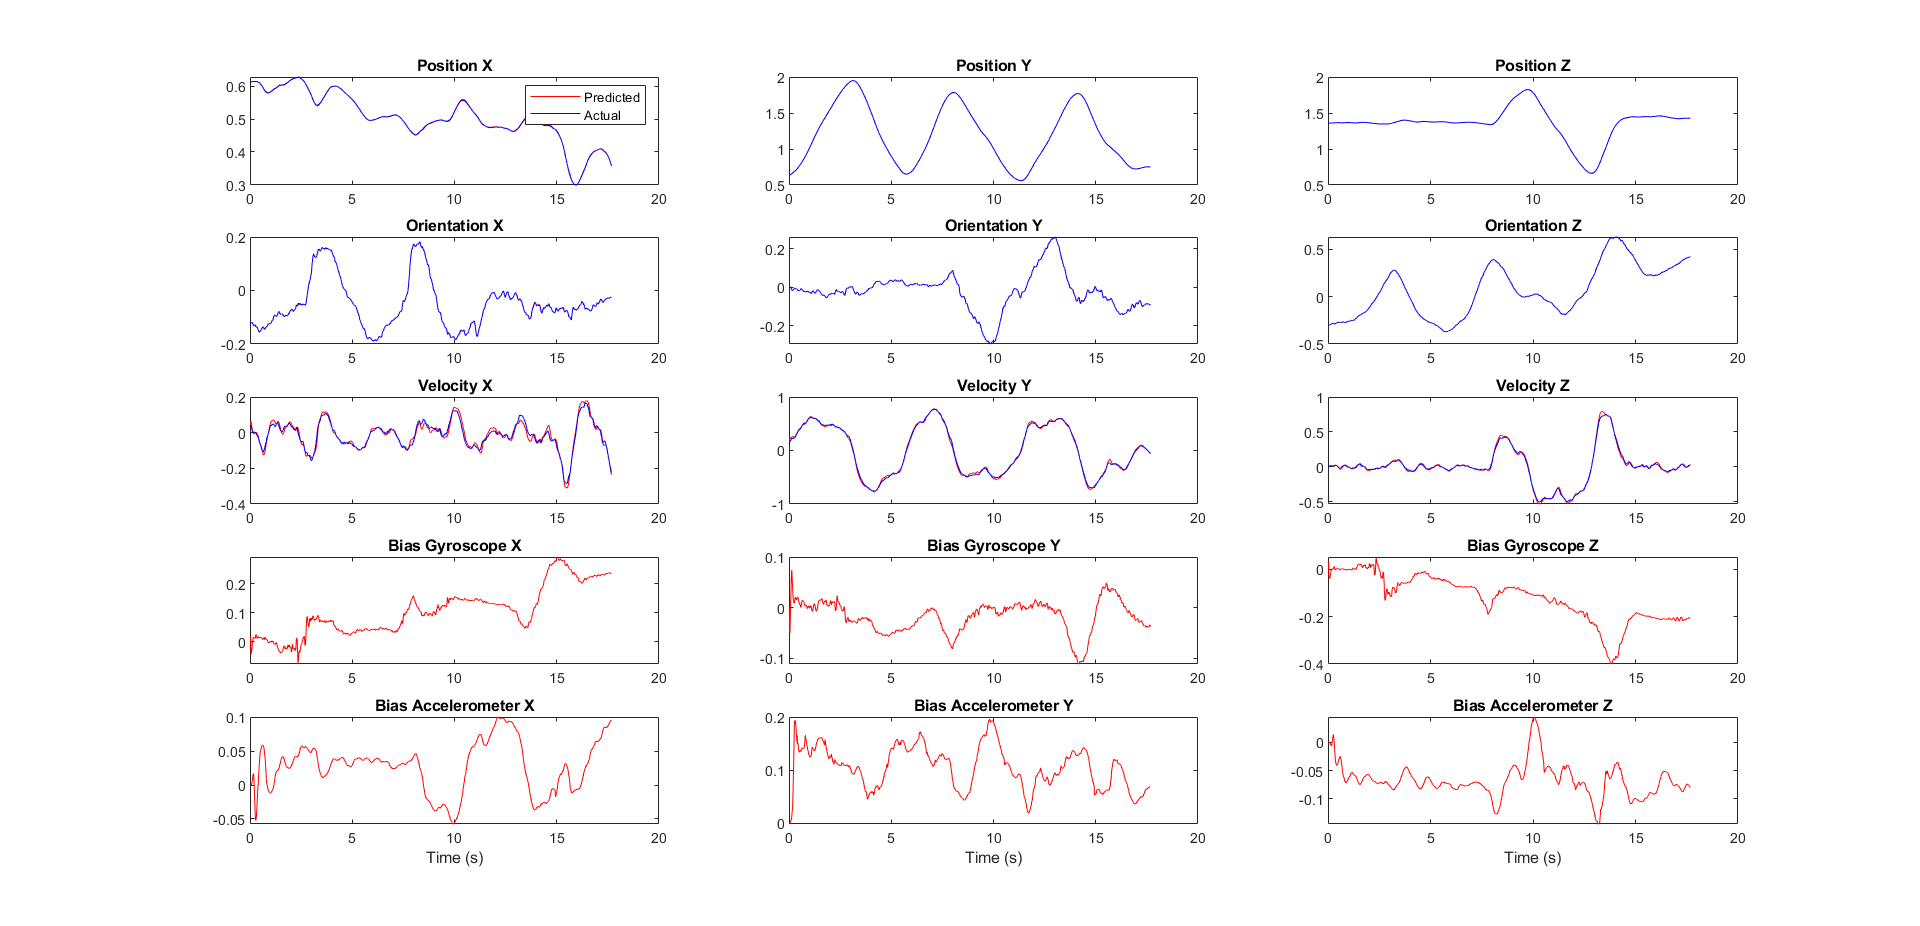 Position X
Position Y
Position Z
0.6
0.5
0.4
0.3
Predicted
Actual
0 5 10 15 20
2
1.5
1
0.5
0 5 10 15 20
2
1.5
1
0.5
0 5 10 15 20
Orientation X
Orientation Y
Orientation Z
0.2
0
-0.2
0 5 10 15 20
0.2
0
-0.2
0 5 10 15 20
0.5
0
-0.5
0 5 10 15 20
Velocity X
Velocity Y
Velocity Z
0.2
0
-0.2
-0.4
0 5 10 15 20
1
0
-1
0 5 10 15 20
1
0.5
0
-0.5
0 5 10 15 20
Bias Gyroscope X
Bias Gyroscope Y
Bias Gyroscope Z
0.2
0.1
0
0 5 10 15 20
0.1
0
-0.1
0 5 10 15 20
0
-0.2
-0.4
0 5 10 15 20
Bias Accelerometer X
Bias Accelerometer Y
Bias Accelerometer Z
0.1
0.05
0
-0.05
0 5 10 15 20
Time (s)
0.2
0.1
0
0 5 10 15 20
Time (s)
0
-0.05
-0.1
0 5 10 15 20
Time (s)